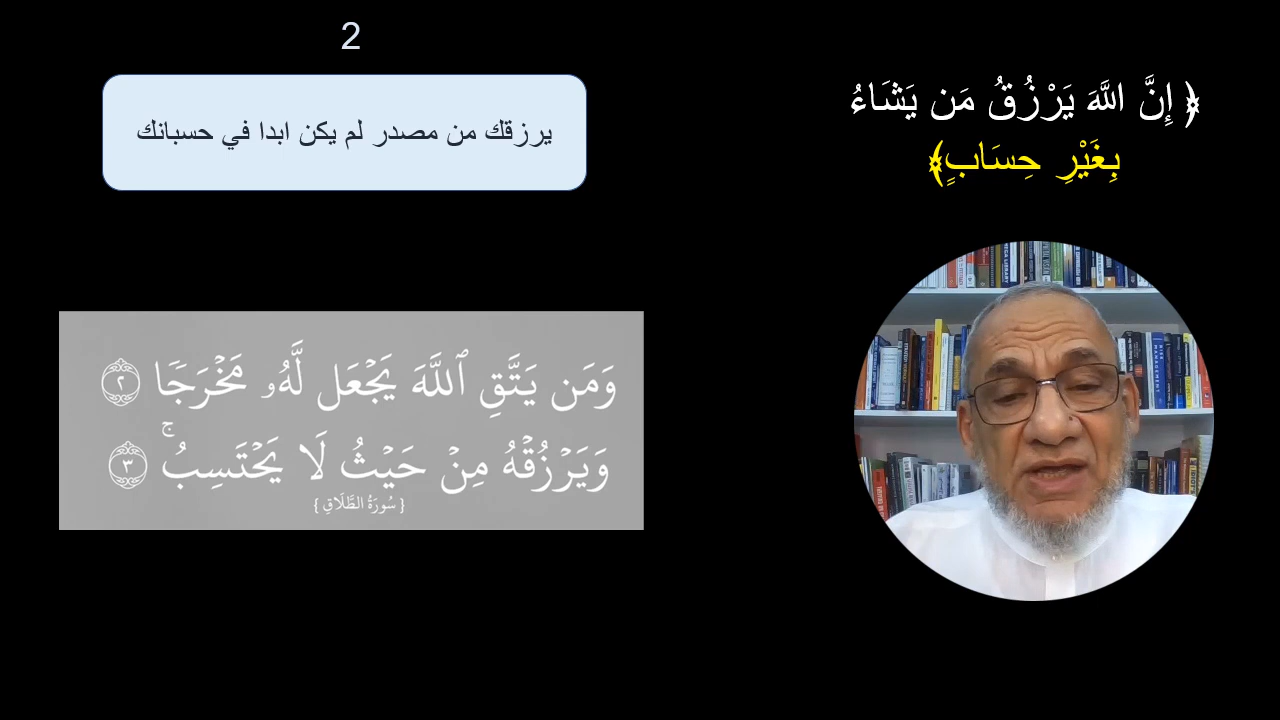 2
يرزقك من مصدر لم يكن ابدا في حسبانك
﴿ إِنَّ اللَّهَ يَرْزُقُ مَن يَشَاءُ
بِغَيْرِ حِسَابٍ﴾
وَمَن يَتَّقِ ٱللَّهَ يَجْعَل لَّهُۥ مَخْرَجًا ٢
وَيَرْزُقْهُ مِنْ حَيْثُ لَا يَحْتَسِبُ ۚ ٣
{ سُورَةُ الطَّلَاقِ }